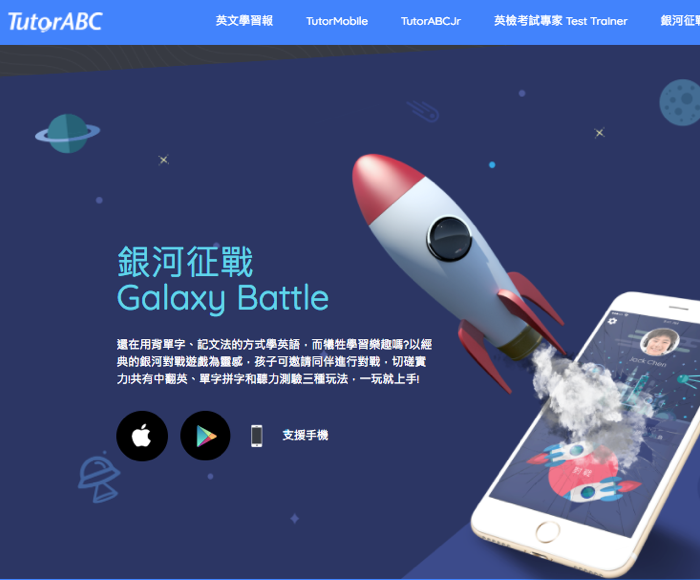 TutorABC
英文學習報
TutorMobile
TutorABCJr
英檢考試專家 Test Trainer
銀河征戰
銀河征戰
Galaxy Battle
還在用背單字、記文法的方式學英語，而犧牲學習樂趣嗎?以經
典的銀河對戰遊戲為靈感，孩子可邀請同伴進行對戰，切磋實
力!共有中翻英、單字拼字和聽力測驗三種玩法，一玩就上手!
支援手機
Jack Chen
對戰